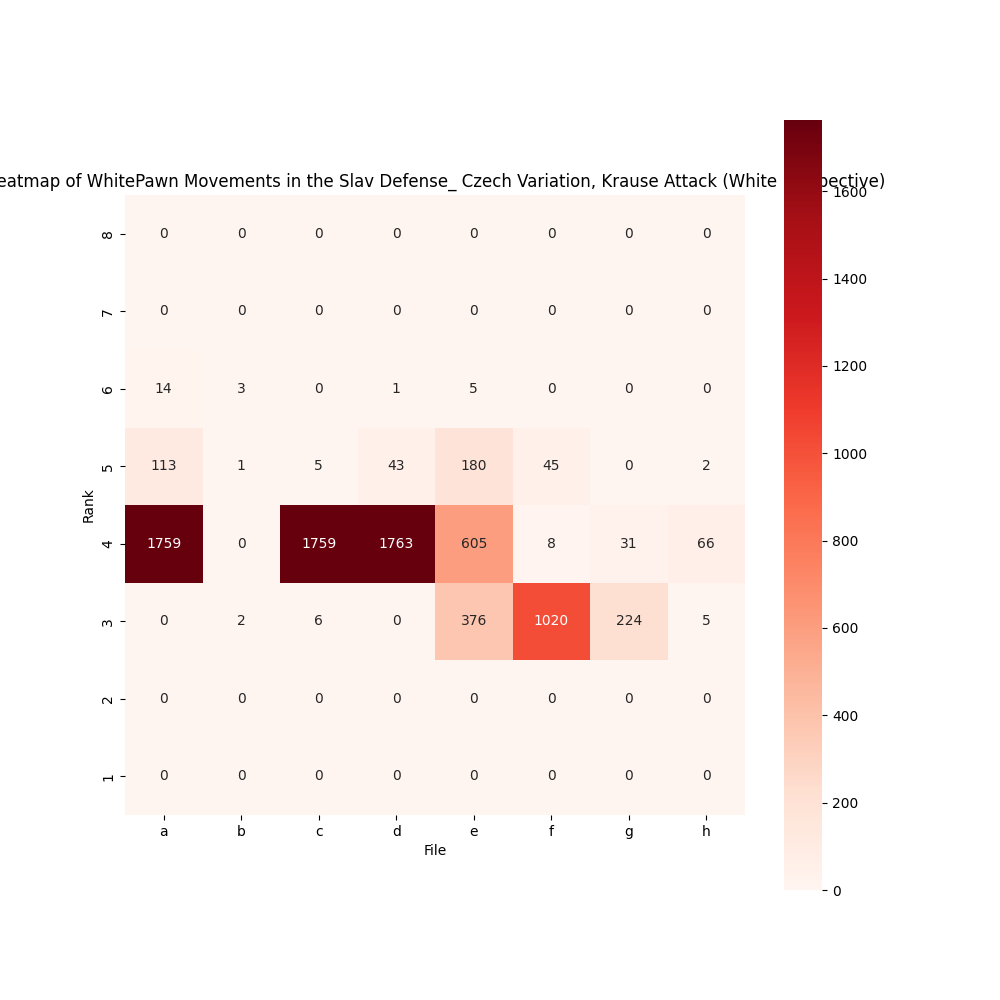 eatmap of WhitePawn Movements in the Slav Defense_ Czech Variation, Krause Attack (White pective)
Rank
8 0 0 0 0 0 0 0 0
7 0 0 0 0 0 0 0 0
6 14 3 0 1 5 0 0 0
5 113 1 5 43 180 45 0 2
4 1759 0 1759 1763 605 8 31 66
3 0 2 6 0 376 1020 224 5
2 0 0 0 0 0 0 0 0
1 0 0 0 0 0 0 0 0
a b c d e f g h
File
1600
1400
1200
1000
800
600
400
200
0